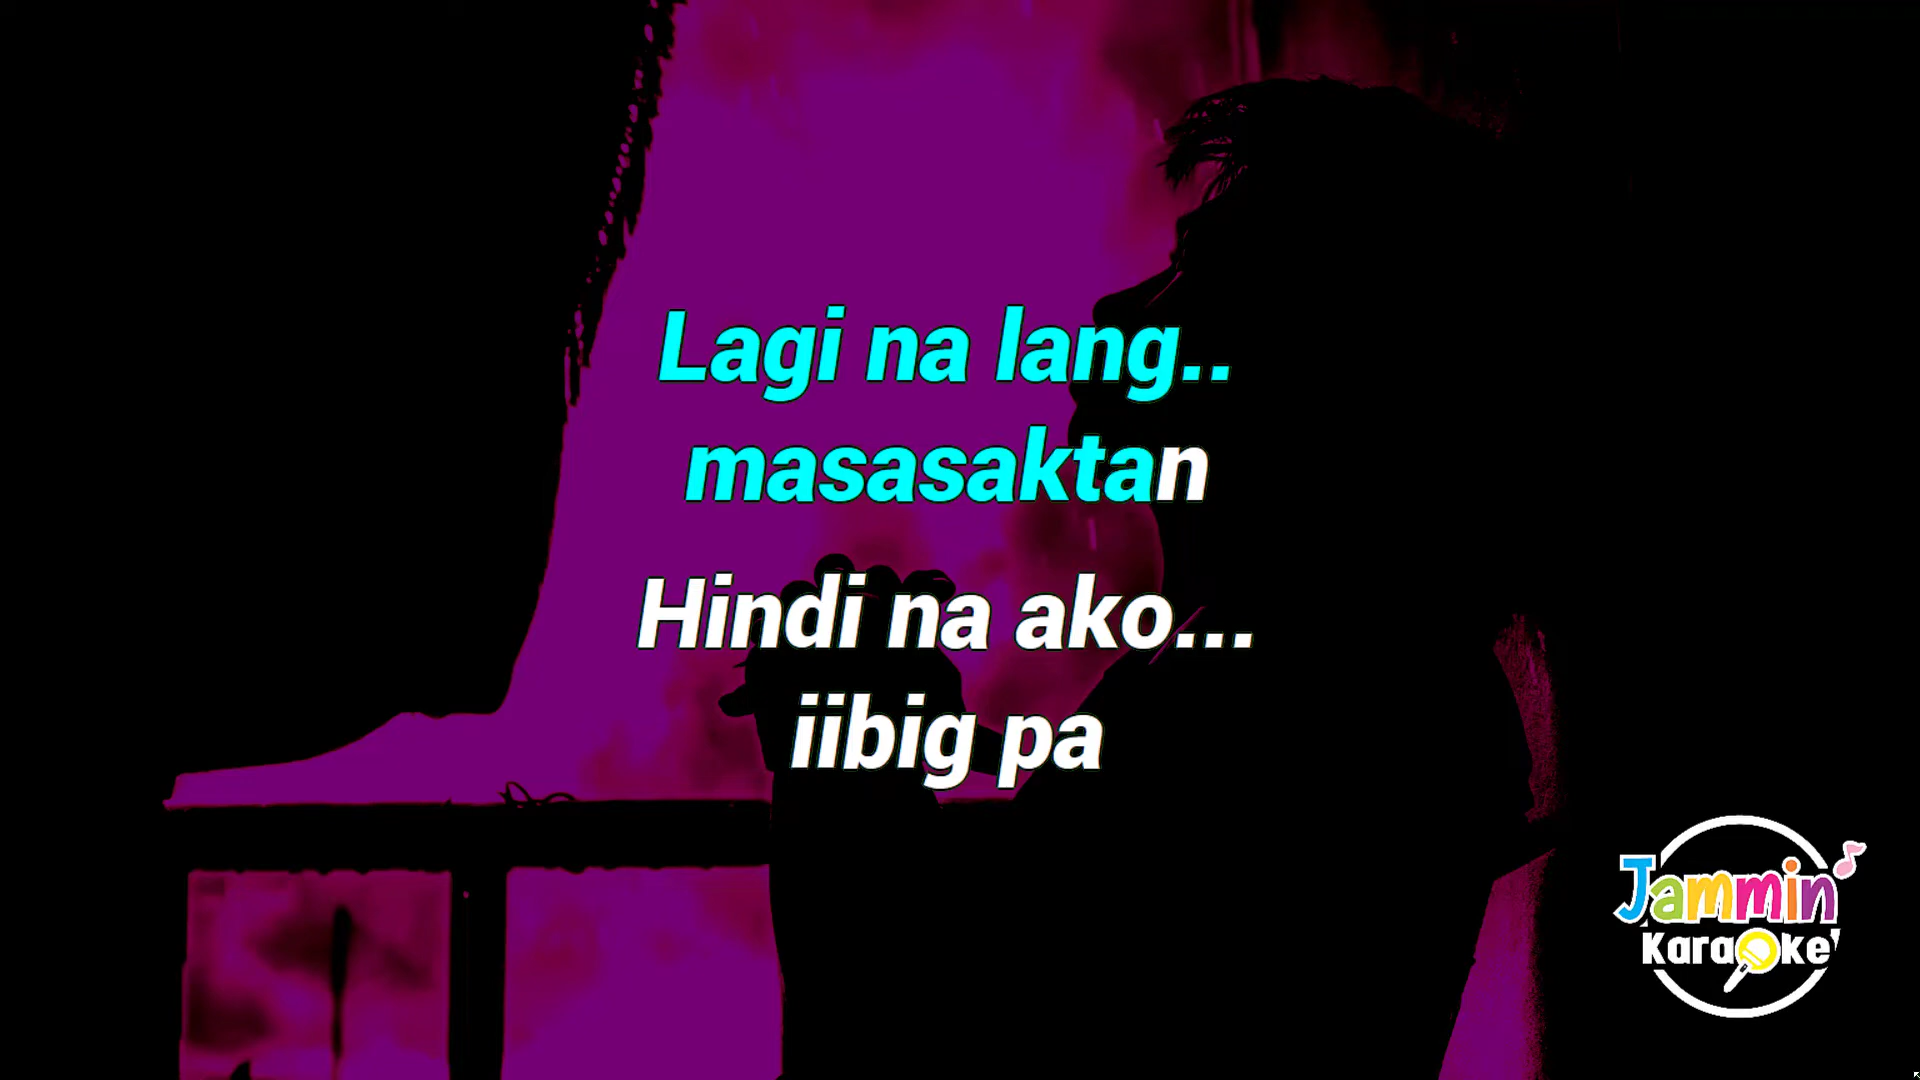 Lagi na lang..
masasaktan
Hindi na ako...
iibig pa
Jammin'
Karaoke